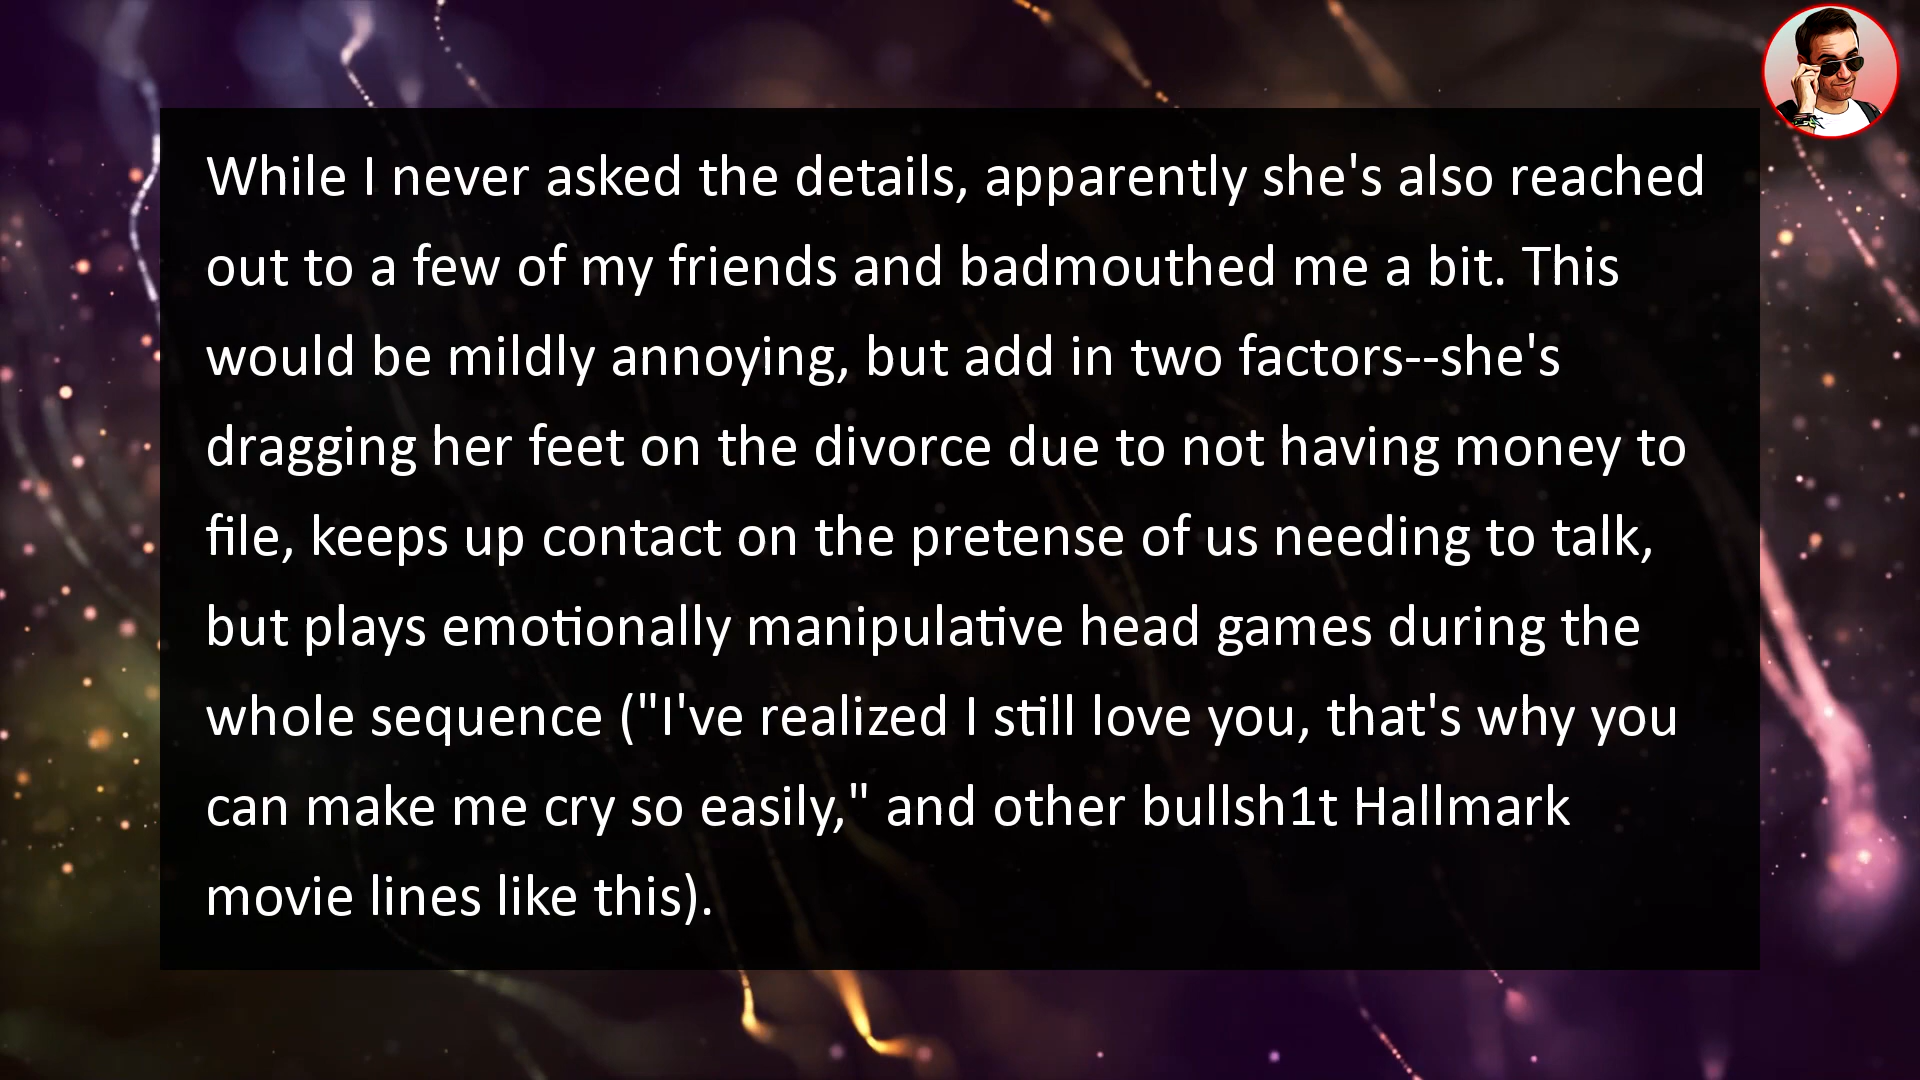 While I never asked the details, apparently she's also reached
out to a few of my friends and badmouthed me a bit. This
would be mildly annoying, but add in two factors--she's
dragging her feet on the divorce due to not having money to
file, keeps up contact on the pretense of us needing to talk,
but plays emotionally manipulative head games during the
whole sequence ("I've realized I still love you, that's why you
can make me cry so easily," and other bullsh1t Hallmark
movie lines like this).